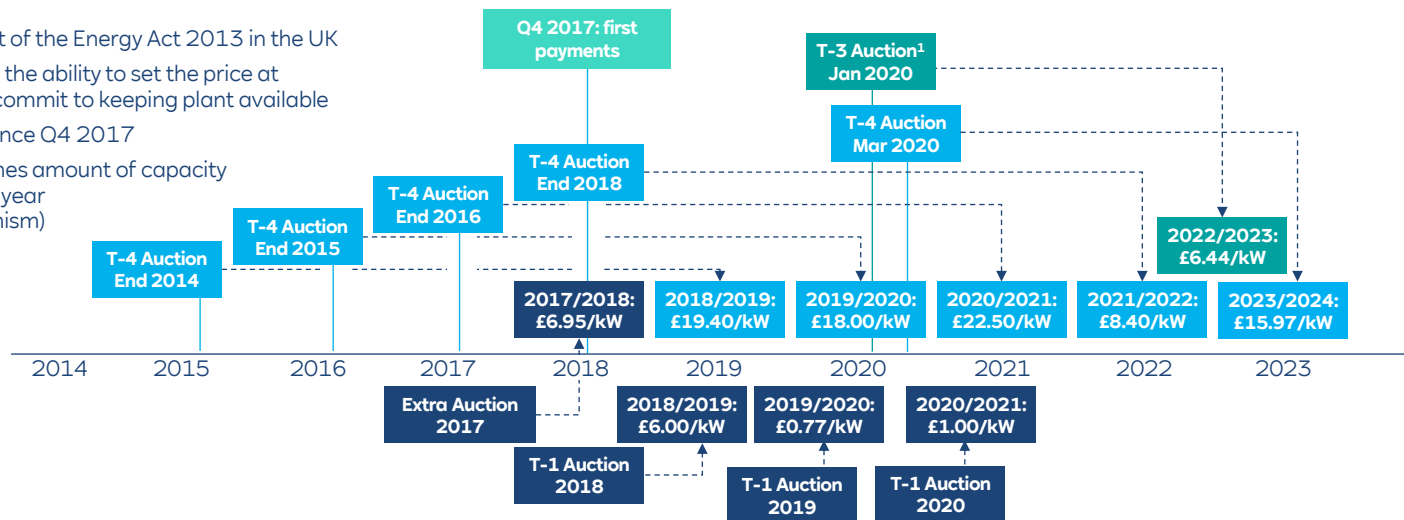 t of the Energy Act 2013 in the UK
the ability to set the price at
commit to keeping plant available
nce Q4 2017
nes amount of capacity
year
nism)
Q4 2017: first
payments
T-3 Auction¹
Jan 2020
T-4 Auction
Mar 2020
T-4 Auction
End 2018
T-4 Auction
End 2016
T-4 Auction
End 2015
T-4 Auction
End 2014
2022/2023:
£6.44/kW
2017/2018:
£6.95/kW
2018/2019:
£19.40/kW
2019/2020:
£18.00/kW
2020/2021:
£22.50/kW
2021/2022:
£8.40/kW
2023/2024:
£15.97/kW
2014 2015 2016 2017 2018 2019 2020 2021 2022 2023
Extra Auction
2017
2018/2019:
£6.00/kW
2019/2020:
£0.77/kW
2020/2021:
£1.00/kW
T-1 Auction
2018
T-1 Auction
2019
T-1 Auction
2020